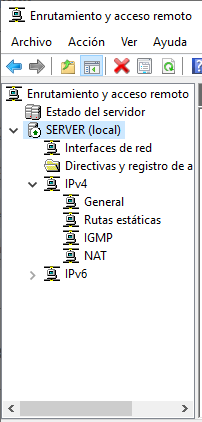 Enrutamiento y acceso remoto
Archivo Acción Ver Ayuda
Enrutamiento y acceso remoto
Estado del servidor
SERVER (local)
Interfaces de red
Directivas y registro de a
IPv4
General
Rutas estáticas
IGMP
NAT
IPv6